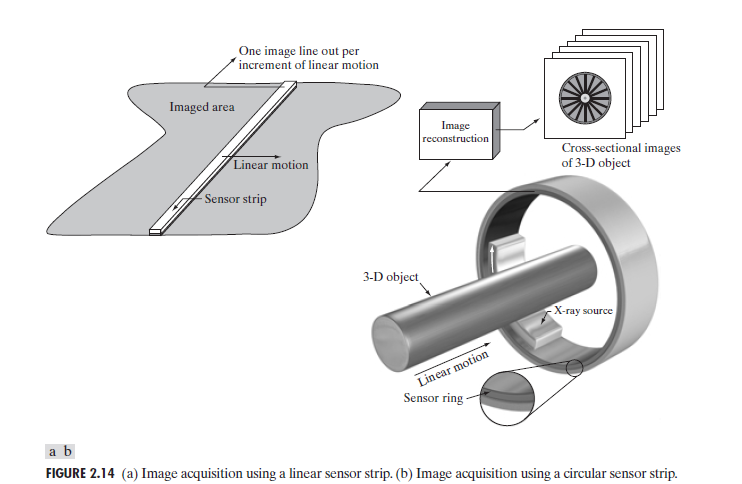 One image line out per
increment of linear motion
Imaged area
Linear motion
Sensor strip
Image
reconstruction
Cross-sectional images
of 3-D object
3-D object
X-ray source
Linear motion
Sensor ring
a b
FIGURE 2.14 (a) Image acquisition using a linear sensor strip. (b) Image acquisition using a circular sensor strip.